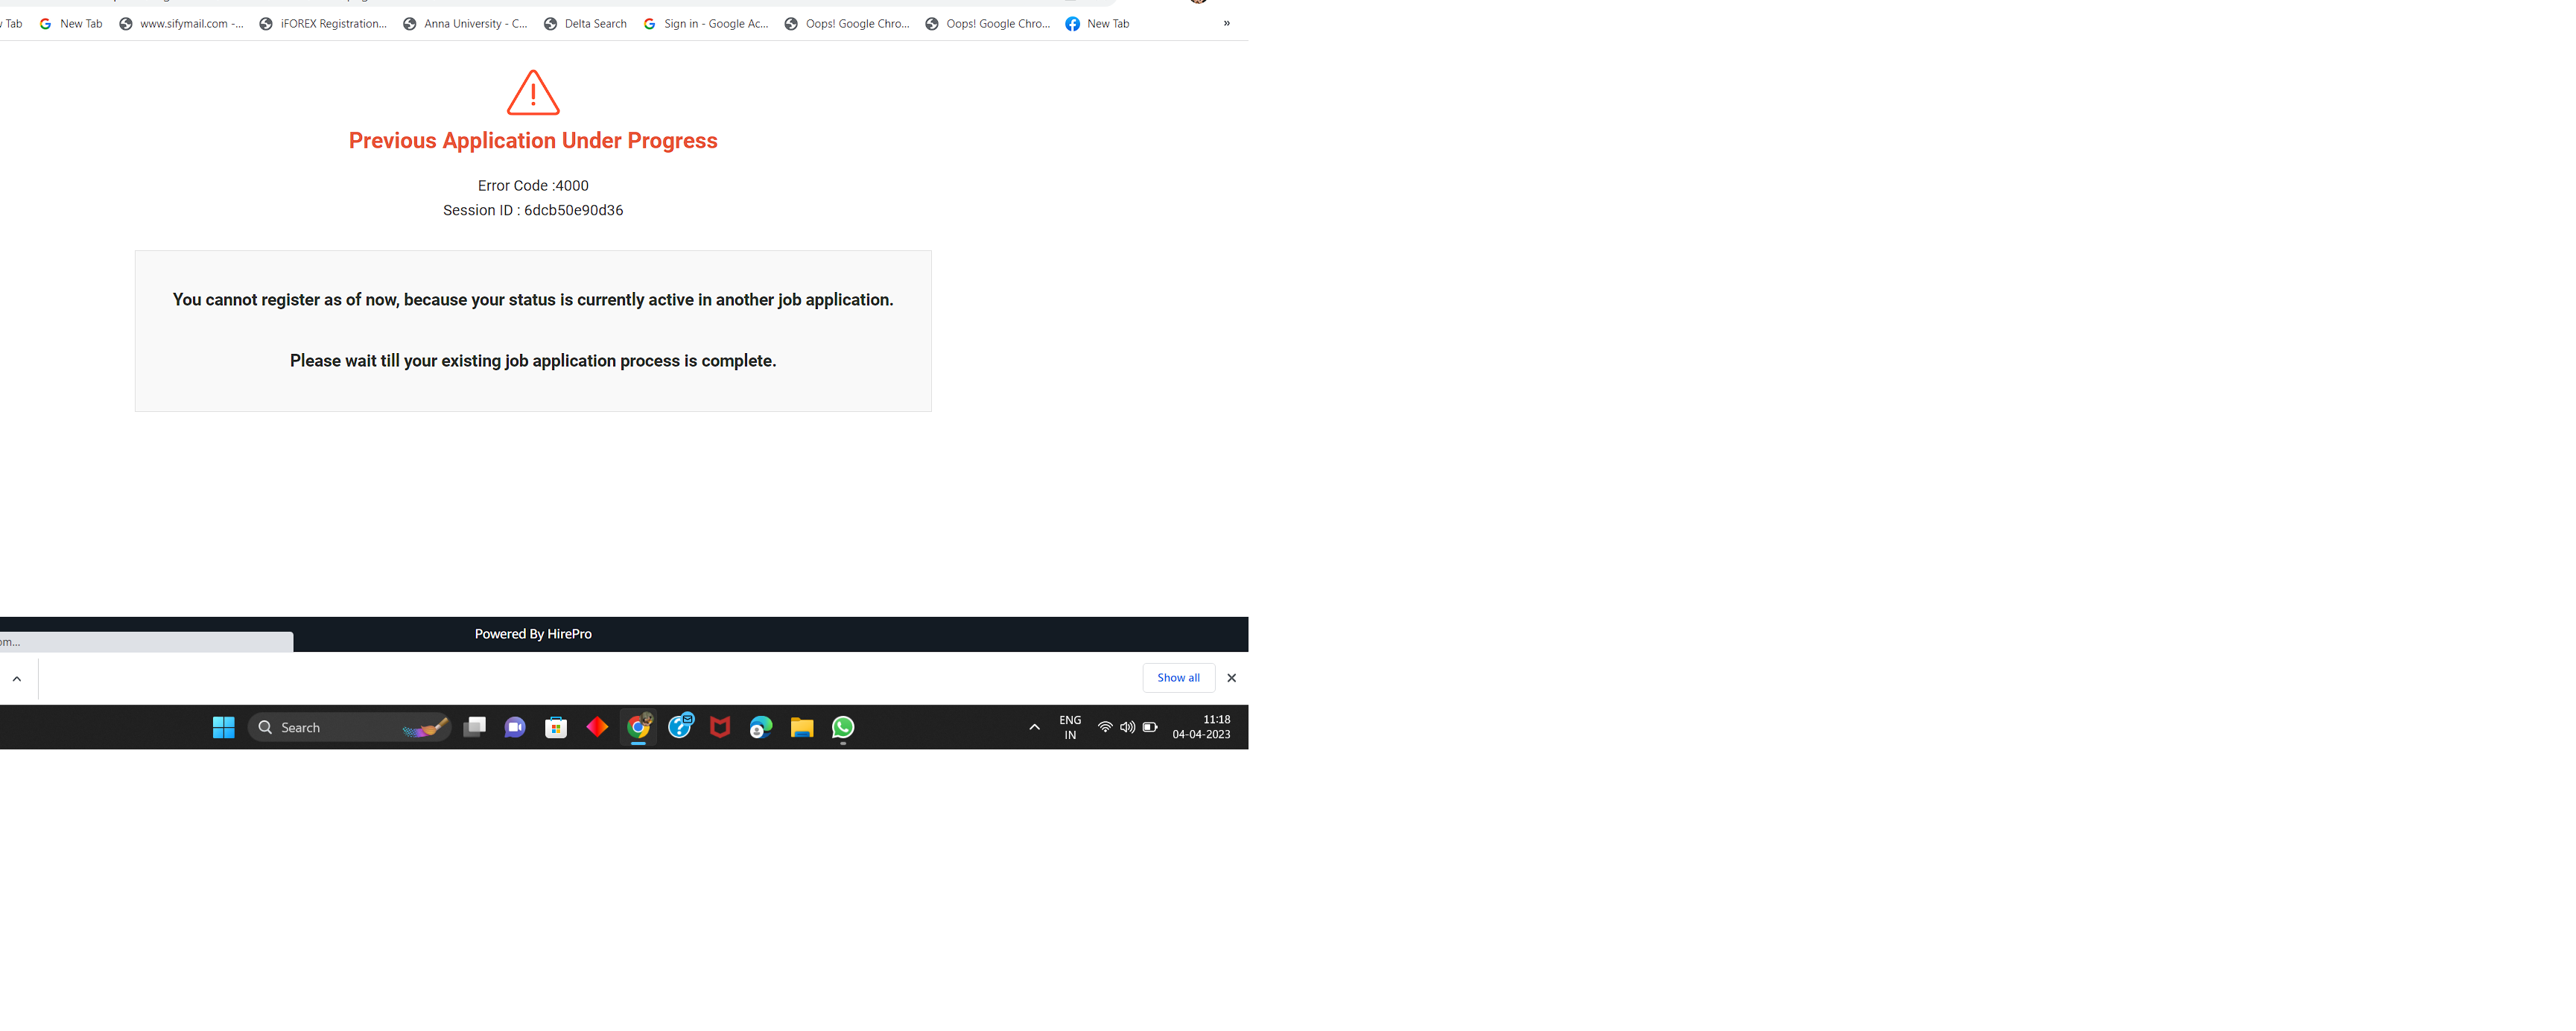 Tab
New Tab
www.sifymail.com -...
iFOREX Registration...
Anna University - C...
Delta Search
Sign in - Google Ac...
Oops! Google Chro...
Oops! Google Chro...
New Tab
»
Previous Application Under Progress
Error Code :4000
Session ID : 6dcb50e90d36
You cannot register as of now, because your status is currently active in another job application.
Please wait till your existing job application process is complete.
Powered By HirePro
om...
Show all
Search
ENG
IN
11:18
04-04-2023